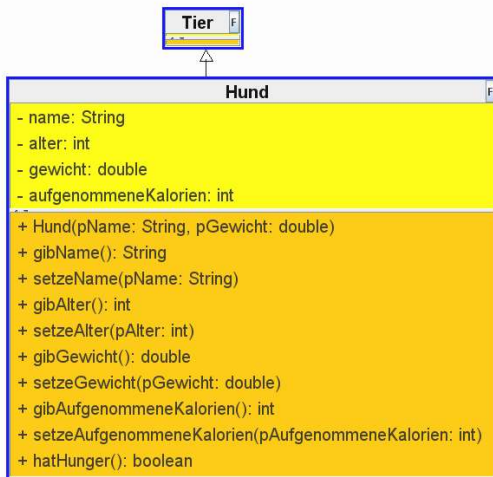 Tier F
Hund F
- name: String
- alter: int
- gewicht: double
- aufgenommeneKalorien: int
+ Hund(pName: String, pGewicht: double)
+ gibName(): String
+ setzeName(pName: String)
+ gibAlter(): int
+ setzeAlter(pAlter: int)
+ gibGewicht(): double
+ setzeGewicht(pGewicht: double)
+ gibAufgenommeneKalorien(): int
+ setzeAufgenommeneKalorien(pAufgenommeneKalorien: int)
+ hatHunger(): boolean